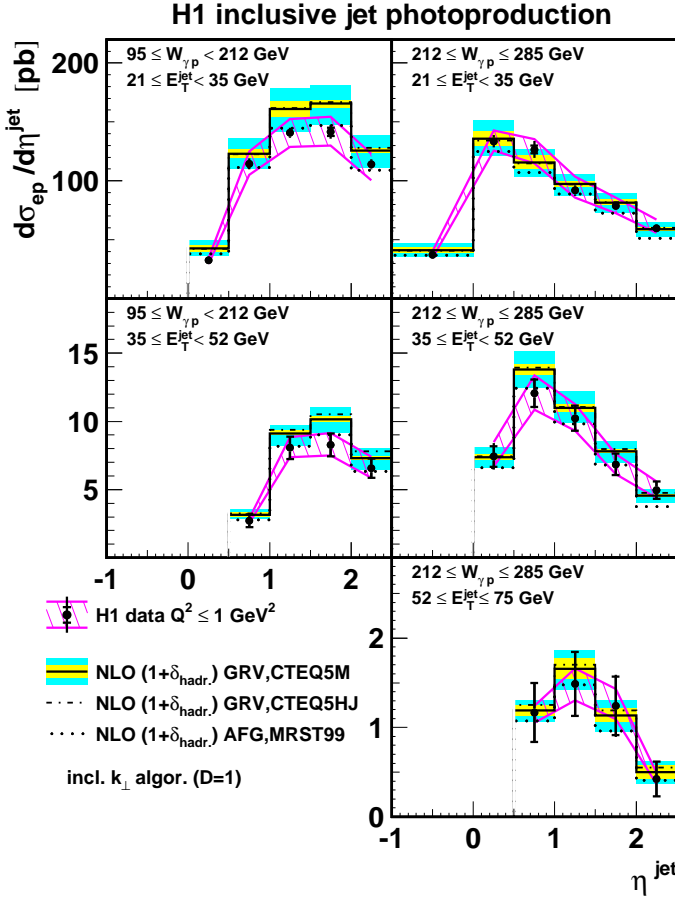 H1 inclusive jet photoproduction
dσ_ep/dη^jet [pb]
95 ≤ W_γp < 212 GeV
21 ≤ E_T^jet < 35 GeV
212 ≤ W_γp ≤ 285 GeV
21 ≤ E_T^jet < 35 GeV
200
100
95 ≤ W_γp < 212 GeV
35 ≤ E_T^jet < 52 GeV
212 ≤ W_γp ≤ 285 GeV
35 ≤ E_T^jet < 52 GeV
15
10
5
-1 0 1 2
212 ≤ W_γp ≤ 285 GeV
52 ≤ E_T^jet ≤ 75 GeV
H1 data Q² ≤ 1 GeV²
NLO (1+δ_hadr.) GRV,CTEQ5M
NLO (1+δ_hadr.) GRV,CTEQ5HJ
NLO (1+δ_hadr.) AFG,MRST99
incl. k_⊥ algor. (D=1)
2
1
0
-1 0 1 2
η^jet